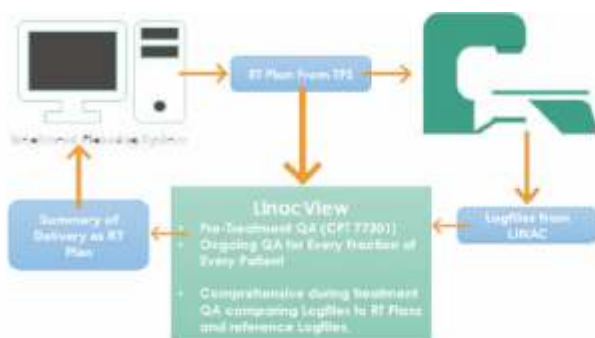 RT Plan From TPS
Treatment Planning System
LinacView
• Pre-Treatment QA (CPT 77301)
• Ongoing QA for Every Fraction of
Every Patient
• Comprehensive during treatment
QA comparing Logfiles to RT Plans
and reference Logfiles.
Summary of
Delivery as RT
Plan
Logfiles from
LINAC